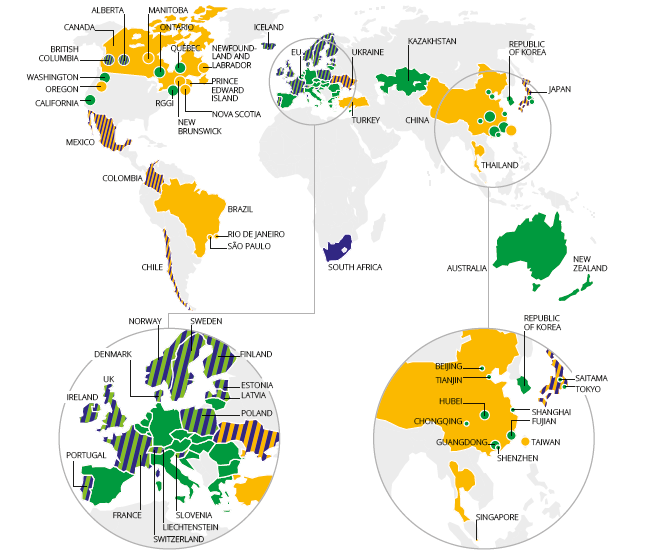 ALBERTA
MANITOBA
CANADA
ONTARIO
ICELAND
BRITISH
COLUMBIA
QUÉBEC
NEWFOUND-
LAND AND
LABRADOR
EU
UKRAINE
KAZAKHSTAN
REPUBLIC
OF KOREA
WASHINGTON
OREGON
CALIFORNIA
PRINCE
EDWARD
ISLAND
RGGI
NOVA SCOTIA
NEW
BRUNSWICK
TURKEY
CHINA
JAPAN
MEXICO
THAILAND
COLOMBIA
BRAZIL
RIO DE JANEIRO
SÃO PAULO
CHILE
SOUTH AFRICA
AUSTRALIA
NEW
ZEALAND
NORWAY
SWEDEN
DENMARK
FINLAND
UK
ESTONIA
LATVIA
IRELAND
POLAND
PORTUGAL
FRANCE
SLOVENIA
LIECHTENSTEIN
SWITZERLAND
REPUBLIC
OF KOREA
BEIJING
TIANJIN
SAITAMA
TOKYO
HUBEI
SHANGHAI
CHONGQING
FUJIAN
GUANGDONG
TAIWAN
SHENZHEN
SINGAPORE